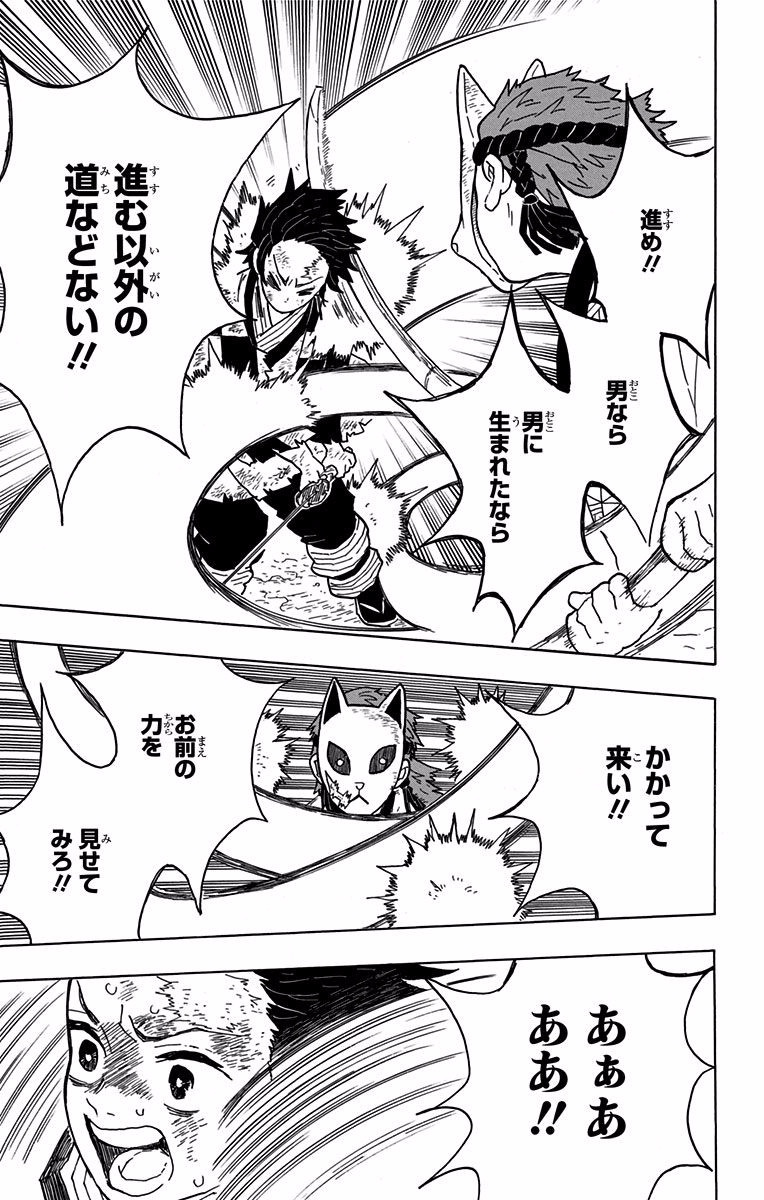 進め!!
男なら
男に
生まれたなら
進む以外の
道などない!!
かかって
来い!!
お前の
力を
見せて
みろ!!
あぁあ
ああ!!